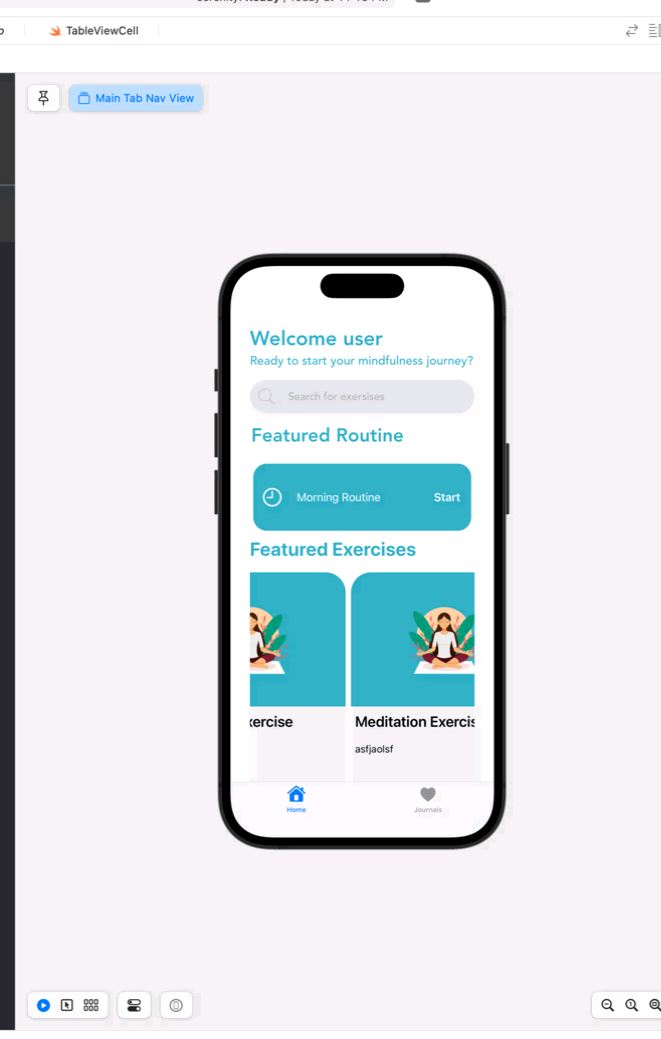 TableViewCell
Main Tab Nav View
Welcome user
Ready to start your mindfulness journey?
Search for exersises
Featured Routine
Morning Routine Start
Featured Exercises
xercise Meditation Exercis
asfjaolsf
Home Journals